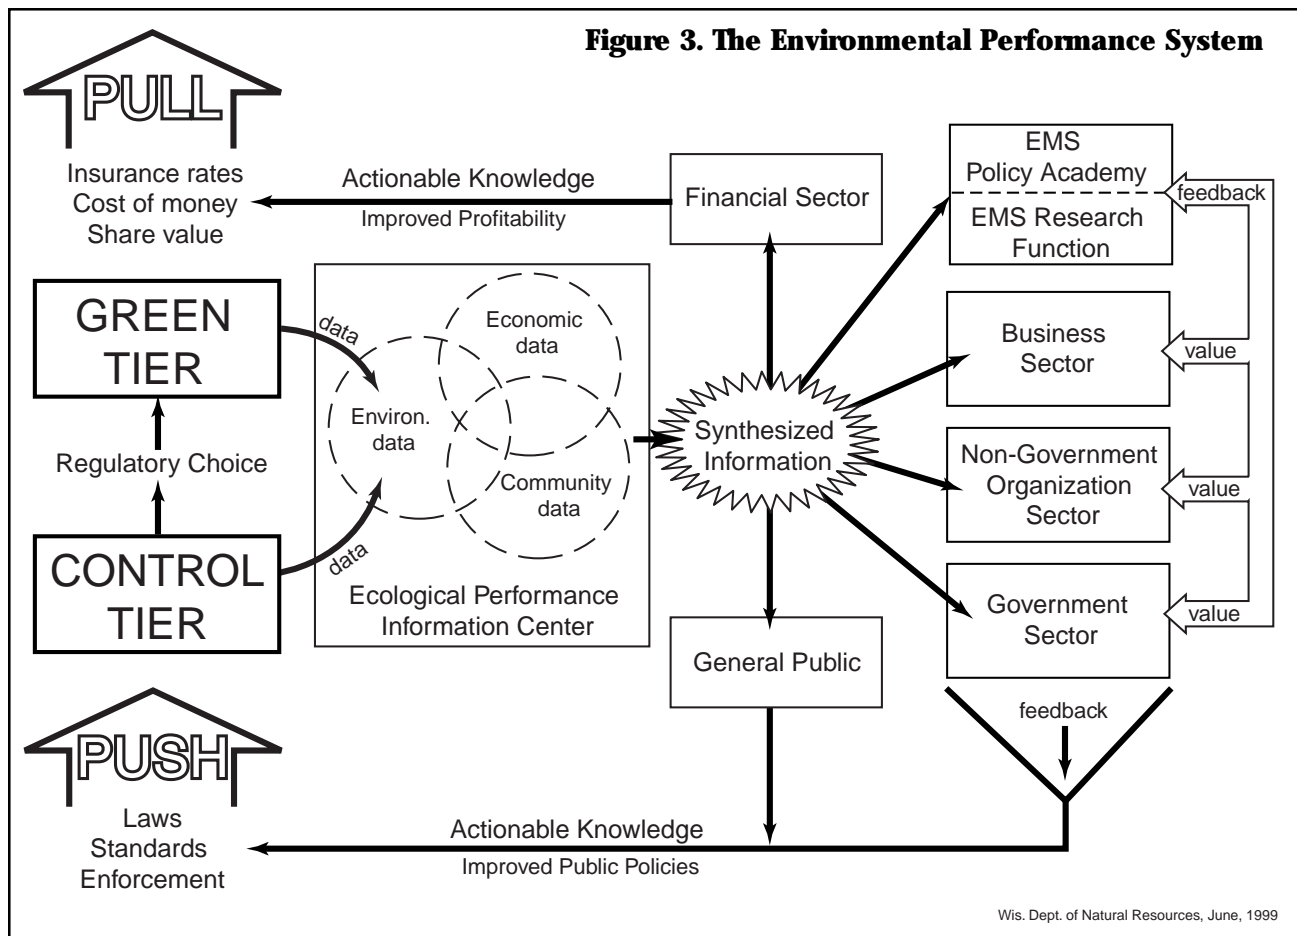 Figure 3. The Environmental Performance System
PULL
Insurance rates
Cost of money
Share value
Actionable Knowledge
Improved Profitability
Financial Sector
EMS
Policy Academy
EMS Research
Function
feedback
GREEN
TIER
data
Economic
data
Environ.
data
Community
data
Regulatory Choice
CONTROL
TIER
data
Ecological Performance
Information Center
Synthesized
Information
Business
Sector
value
Non-Government
Organization
Sector
value
Government
Sector
value
General Public
feedback
PUSH
Laws
Standards
Enforcement
Actionable Knowledge
Improved Public Policies
Wis. Dept. of Natural Resources, June, 1999